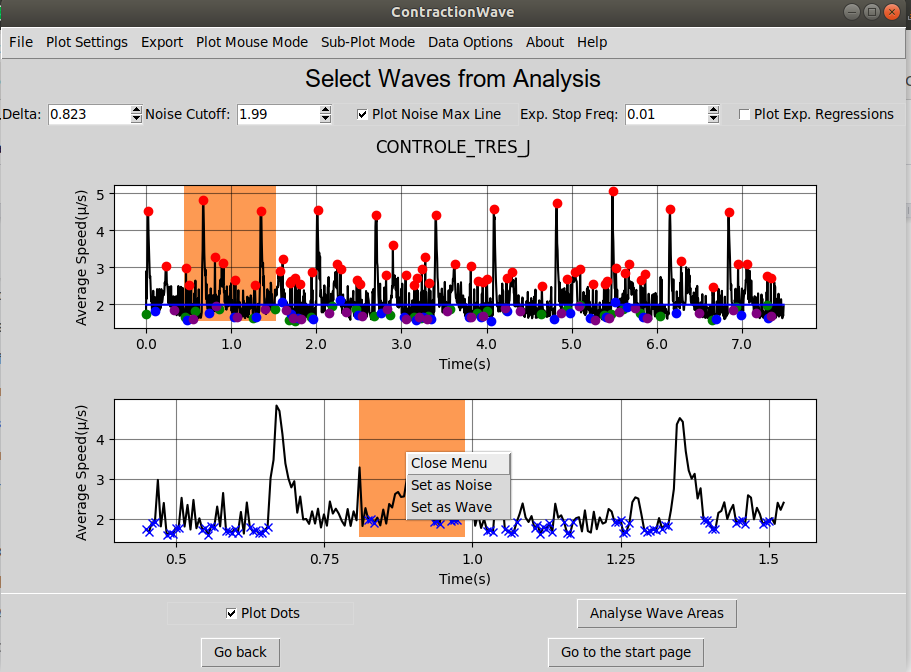 ContractionWave
File Plot Settings Export Plot Mouse Mode Sub-Plot Mode Data Options About Help
Select Waves from Analysis
Delta: 0.823 Noise Cutoff: 1.99 Plot Noise Max Line Exp. Stop Freq: 0.01 Plot Exp. Regressions
CONTROLE_TRES_J
Average Speed(μ/s)
5
4
3
2
0.0 1.0 2.0 3.0 4.0 5.0 6.0 7.0
Time(s)
Average Speed(μ/s)
4
3
2
Close Menu
Set as Noise
Set as Wave
0.5 0.75 1.0 1.25 1.5
Time(s)
Plot Dots Analyse Wave Areas
Go back Go to the start page